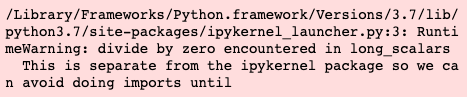 /Library/Frameworks/Python.framework/Versions/3.7/lib/
python3.7/site-packages/ipykernel_launcher.py:3: Runti
meWarning: divide by zero encountered in long_scalars
  This is separate from the ipykernel package so we ca
n avoid doing imports until